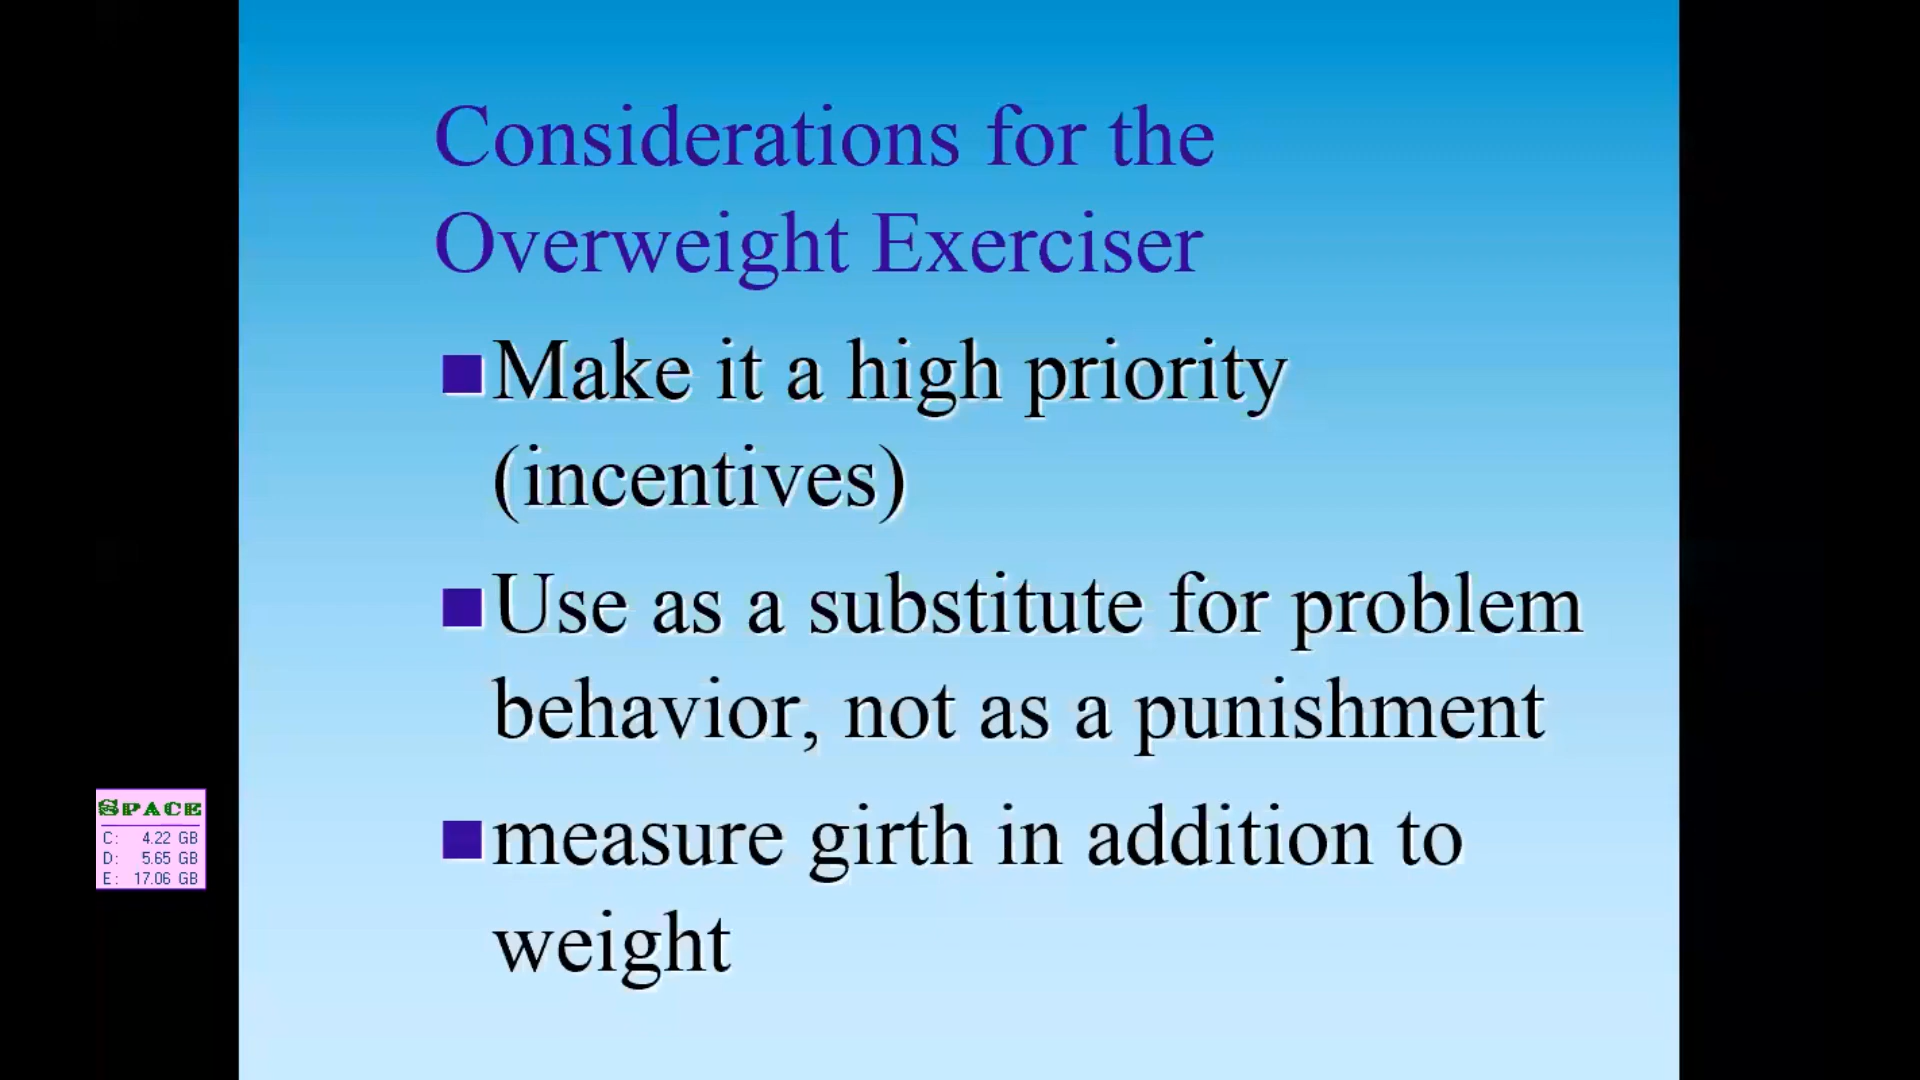 Considerations for the
Overweight Exerciser
Make it a high priority
(incentives)
Use as a substitute for problem
behavior, not as a punishment
measure girth in addition to
weight
SPACE
C: 4.22 GB
D: 5.65 GB
E: 17.06 GB